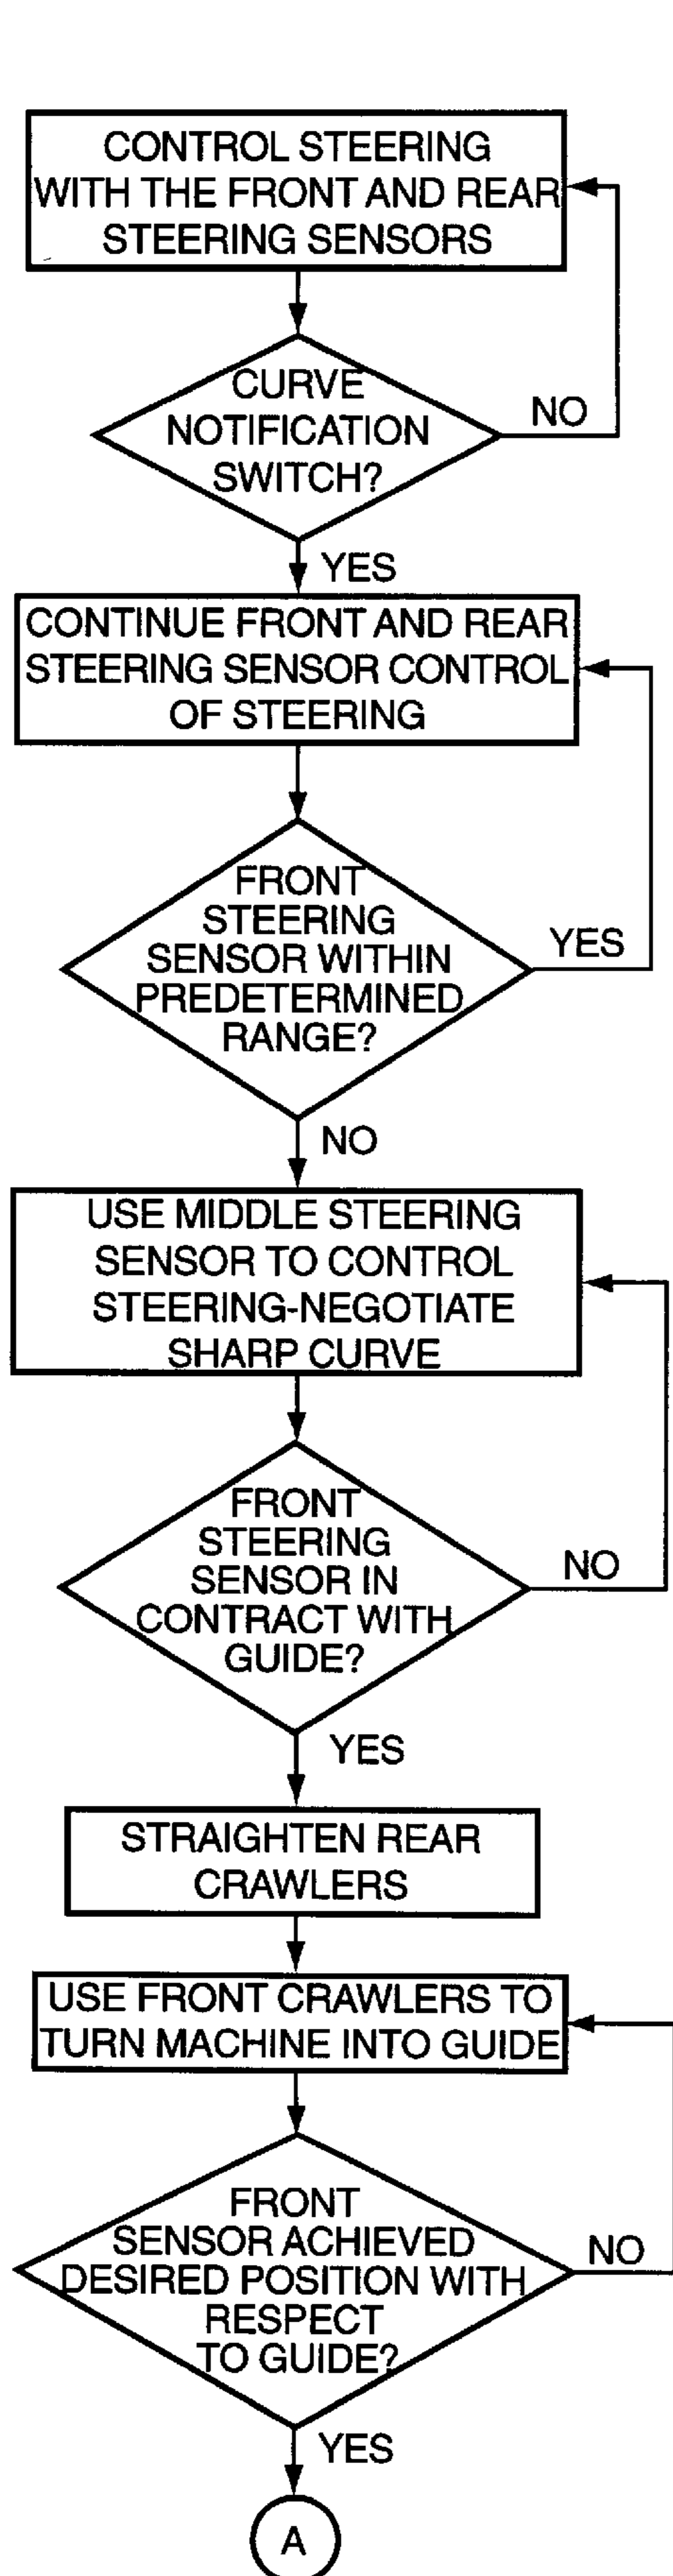 CONTROL STEERING
WITH THE FRONT AND REAR
STEERING SENSORS
CURVE
NOTIFICATION
SWITCH?
NO
YES
CONTINUE FRONT AND REAR
STEERING SENSOR CONTROL
OF STEERING
FRONT
STEERING
SENSOR WITHIN
PREDETERMINED
RANGE?
YES
NO
USE MIDDLE STEERING
SENSOR TO CONTROL
STEERING-NEGOTIATE
SHARP CURVE
FRONT
STEERING
SENSOR IN
CONTRACT WITH
GUIDE?
NO
YES
STRAIGHTEN REAR
CRAWLERS
USE FRONT CRAWLERS TO
TURN MACHINE INTO GUIDE
FRONT
SENSOR ACHIEVED
DESIRED POSITION WITH
RESPECT
TO GUIDE?
NO
YES
A